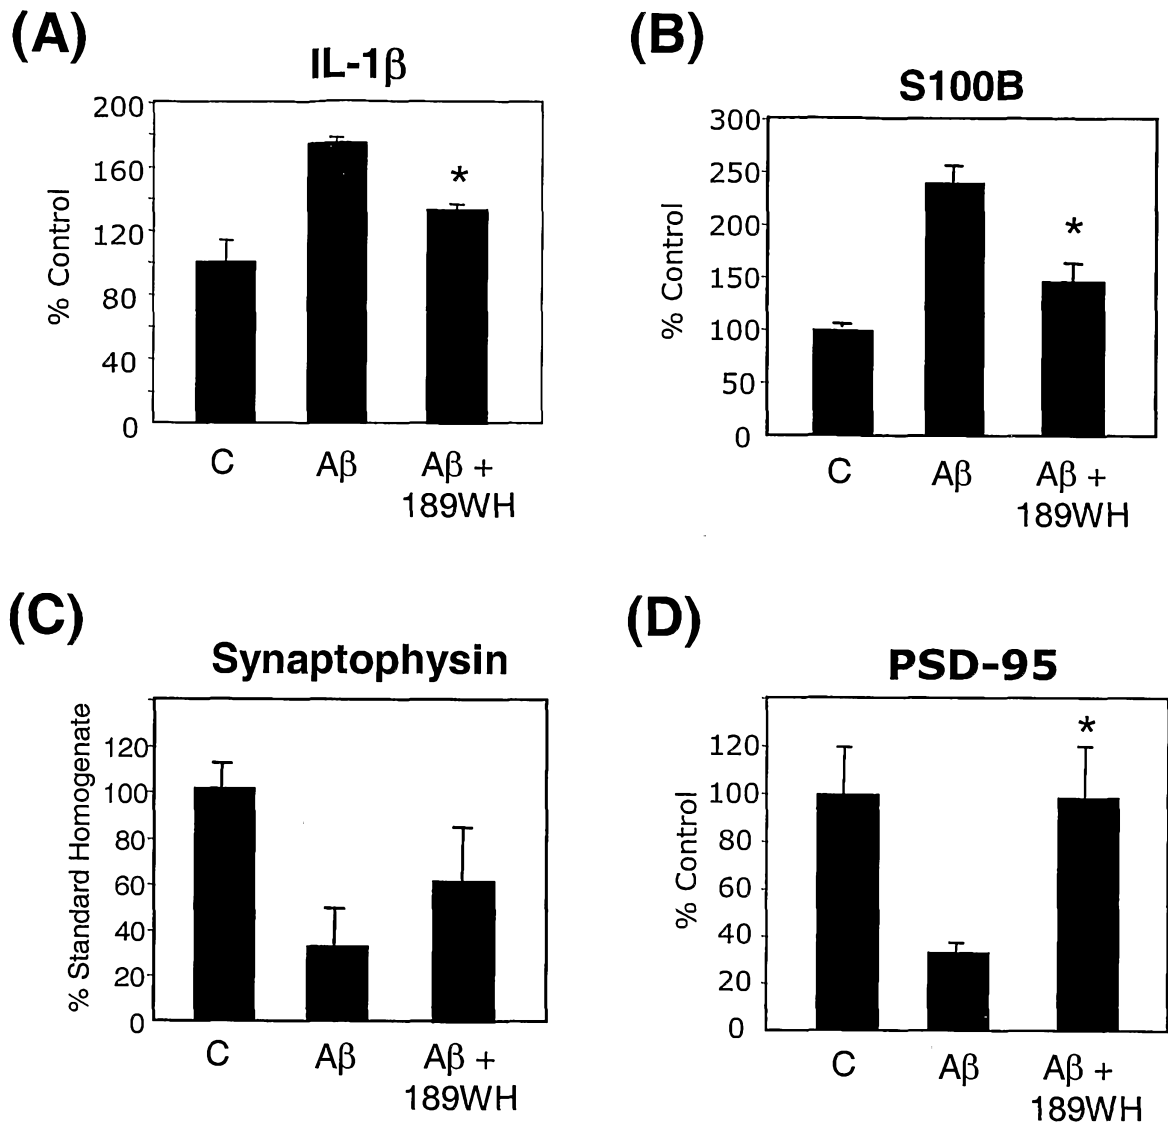 (A)
IL-1β
% Control
200
160
120
80
40
0
*
C
Aβ
Aβ +
189WH
(B)
S100B
% Control
300
250
200
150
100
50
0
*
C
Aβ
Aβ +
189WH
(C)
Synaptophysin
% Standard Homogenate
120
100
80
60
40
20
0
C
Aβ
Aβ +
189WH
(D)
PSD-95
% Control
120
100
80
60
40
20
0
*
C
Aβ
Aβ +
189WH